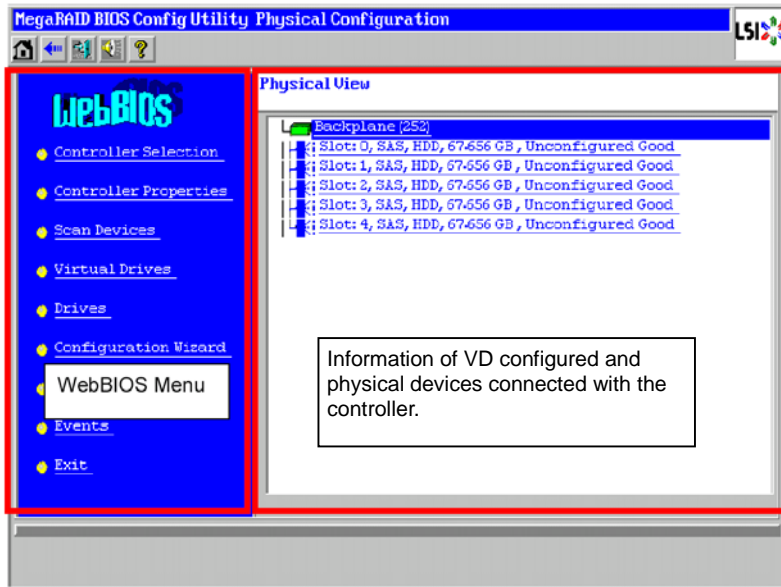 MegaRAID BIOS Config Utility Physical Configuration
LSI
WebBIOS
Controller Selection
Controller Properties
Scan Devices
Virtual Drives
Drives
Configuration Wizard
WebBIOS Menu
Events
Exit
Physical View
Backplane (252)
Slot: 0, SAS, HDD, 67.656 GB , Unconfigured Good
Slot: 1, SAS, HDD, 67.656 GB , Unconfigured Good
Slot: 2, SAS, HDD, 67.656 GB , Unconfigured Good
Slot: 3, SAS, HDD, 67.656 GB , Unconfigured Good
Slot: 4, SAS, HDD, 67.656 GB , Unconfigured Good
Information of VD configured and
physical devices connected with the
controller.